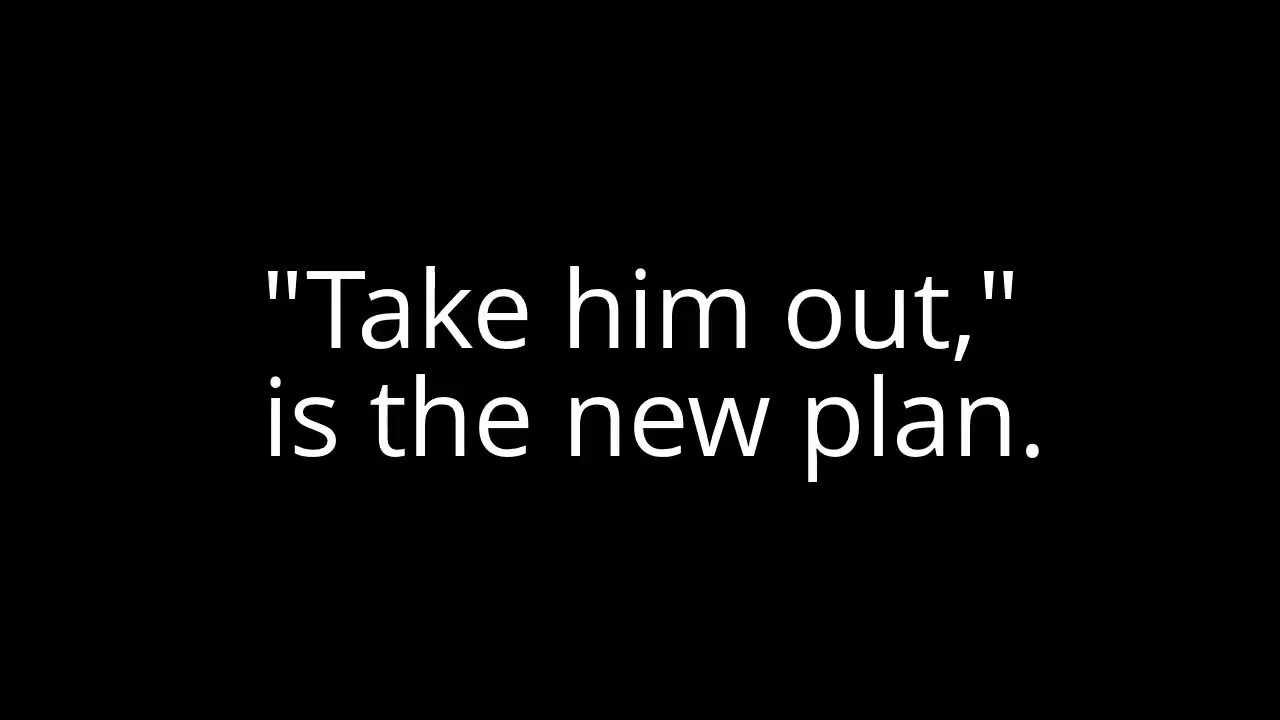 "Take him out,"
is the new plan.